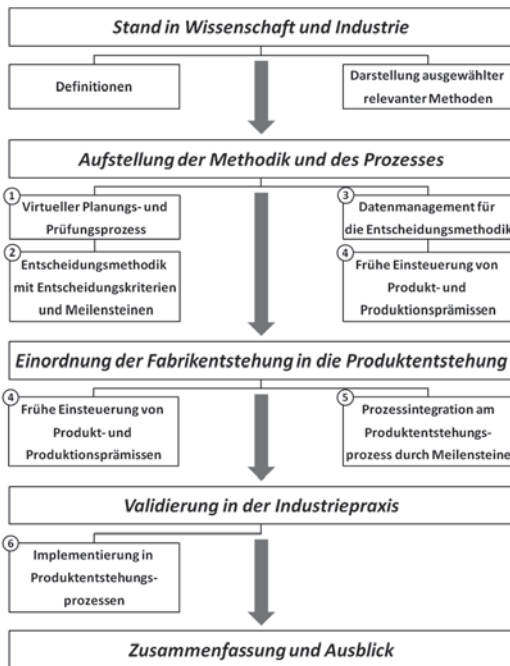 Stand in Wissenschaft und Industrie
Definitionen
Darstellung ausgewählter
relevanter Methoden
Aufstellung der Methodik und des Prozesses
1
Virtueller Planungs- und
Prüfungsprozess
2
Entscheidungsmethodik
mit Entscheidungskriterien
und Meilensteinen
3
Datenmanagement für
die Entscheidungsmethodik
4
Frühe Einsteuerung von
Produkt- und
Produktionsprämissen
Einordnung der Fabrikentstehung in die Produktentstehung
4
Frühe Einsteuerung von
Produkt- und
Produktionsprämissen
5
Prozessintegration am
Produktentstehungs-
prozess durch Meilensteine
Validierung in der Industriepraxis
6
Implementierung in
Produktentstehungs-
prozessen
Zusammenfassung und Ausblick